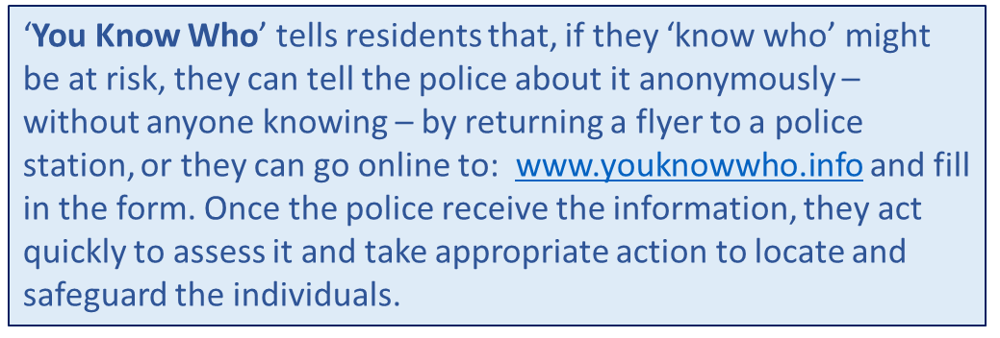 ‘You Know Who’ tells residents that, if they ‘know who’ might
be at risk, they can tell the police about it anonymously –
without anyone knowing – by returning a flyer to a police
station, or they can go online to:  www.youknowwho.info and fill
in the form. Once the police receive the information, they act
quickly to assess it and take appropriate action to locate and
safeguard the individuals.